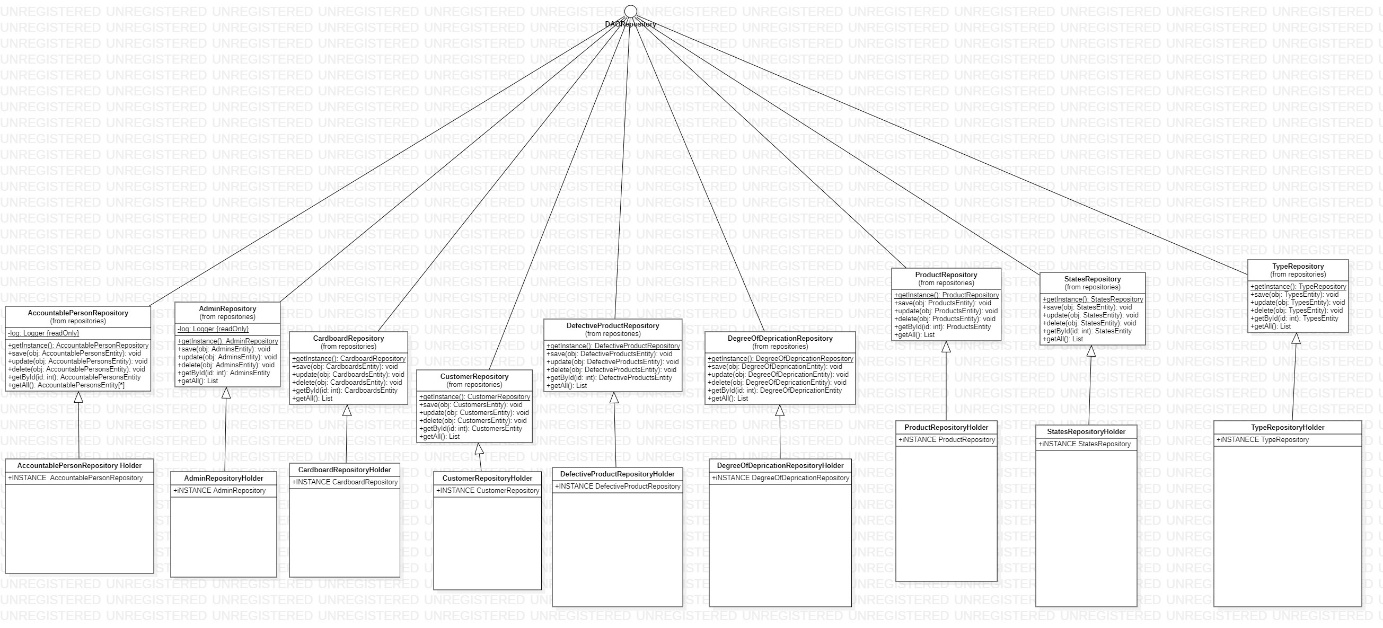 DAORepository
AccountablePersonRepository
(from repositories)
-log: Logger {readOnly}
+getInstance(): AccountablePersonRepository
+save(obj: AccountablePersonsEntity): void
+update(obj: AccountablePersonsEntity): void
+delete(obj: AccountablePersonsEntity): void
+getById(id: int): AccountablePersonsEntity
+getAll(): AccountablePersonsEntity[*]
AdminRepository
(from repositories)
-log: Logger {readOnly}
+getInstance(): AdminRepository
+save(obj: AdminsEntity): void
+update(obj: AdminsEntity): void
+delete(obj: AdminsEntity): void
+getById(id: int): AdminsEntity
+getAll(): List
CardboardRepository
(from repositories)
+getInstance(): CardboardRepository
+save(obj: CardboardsEntity): void
+update(obj: CardboardsEntity): void
+delete(obj: CardboardsEntity): void
+getById(id: int): CardboardsEntity
+getAll(): List
CustomerRepository
(from repositories)
+getInstance(): CustomerRepository
+save(obj: CustomersEntity): void
+update(obj: CustomersEntity): void
+delete(obj: CustomersEntity): void
+getById(id: int): CustomersEntity
+getAll(): List
DefectiveProductRepository
(from repositories)
+getInstance(): DefectiveProductRepository
+save(obj: DefectiveProductsEntity): void
+update(obj: DefectiveProductsEntity): void
+delete(obj: DefectiveProductsEntity): void
+getById(id: int): DefectiveProductsEntity
+getAll(): List
DegreeOfDepricationRepository
(from repositories)
+getInstance(): DegreeOfDepricationRepository
+save(obj: DegreeOfDepricationEntity): void
+update(obj: DegreeOfDepricationEntity): void
+delete(obj: DegreeOfDepricationEntity): void
+getById(id: int): DegreeOfDepricationEntity
+getAll(): List
ProductRepository
(from repositories)
+getInstance(): ProductRepository
+save(obj: ProductsEntity): void
+update(obj: ProductsEntity): void
+delete(obj: ProductsEntity): void
+getById(id: int): ProductsEntity
+getAll(): List
StatesRepository
(from repositories)
+getInstance(): StatesRepository
+save(obj: StatesEntity): void
+update(obj: StatesEntity): void
+delete(obj: StatesEntity): void
+getById(id: int): StatesEntity
+getAll(): List
TypeRepository
(from repositories)
+getInstance(): TypeRepository
+save(obj: TypesEntity): void
+update(obj: TypesEntity): void
+delete(obj: TypesEntity): void
+getById(id: int): TypesEntity
+getAll(): List
AccountablePersonRepository Holder
+INSTANCE AccountablePersonRepository
AdminRepositoryHolder
+iNSTANCE AdminRepository
CardboardRepositoryHolder
+INSTANCE CardboardRepository
CustomerRepositoryHolder
+INSTANCE CustomerRepository
DefectiveProductRepositoryHolder
+INSTANCE DefectiveProductRepository
DegreeOfDepricationRepositoryHolder
+iNSTANCE DegreeOfDepricationRepository
ProductRepositoryHolder
+iNSTANCE ProductRepository
StatesRepositoryHolder
+iNSTANCE StatesRepository
TypeRepositoryHolder
+iNSTANECE TypeRepository